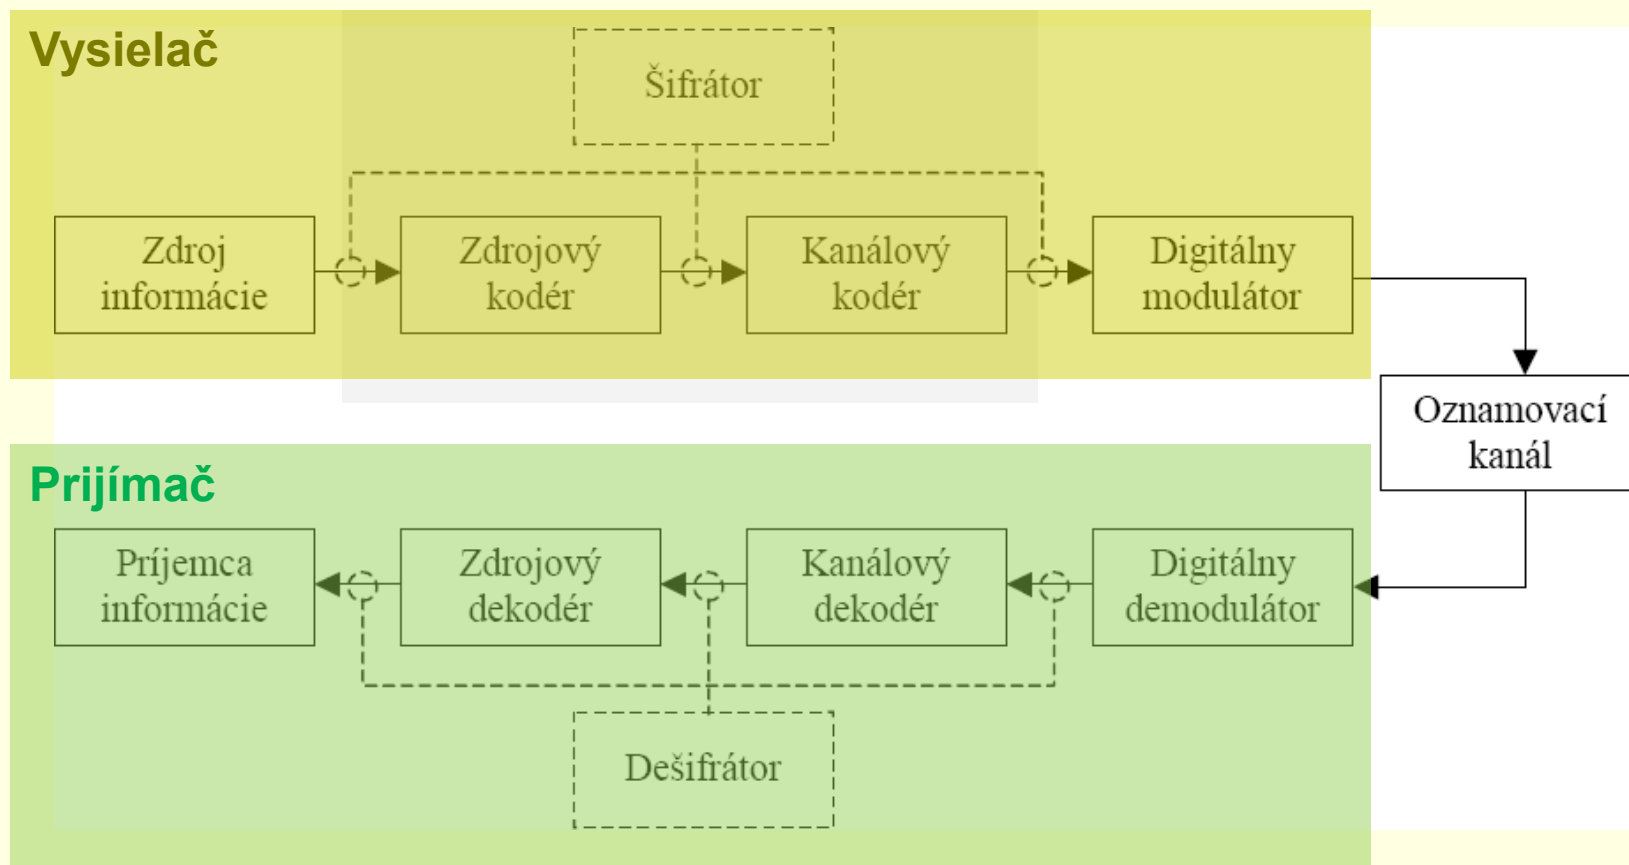 Vysielač
Šifrátor
Zdroj
informácie
Zdrojový
kodér
Kanálový
kodér
Digitálny
modulátor
Oznamovací
kanál
Prijímač
Príjemca
informácie
Zdrojový
dekodér
Kanálový
dekodér
Digitálny
demodulátor
Dešifrátor